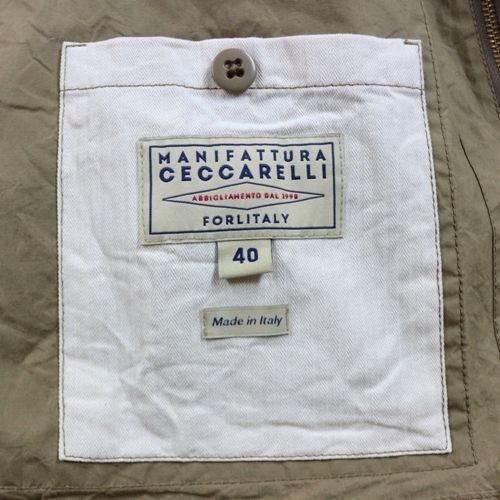 MANIFATTURA
CECCARELLI
ABBIGLIAMENTO DAL 1998
FORLITALY
40
Made in Italy